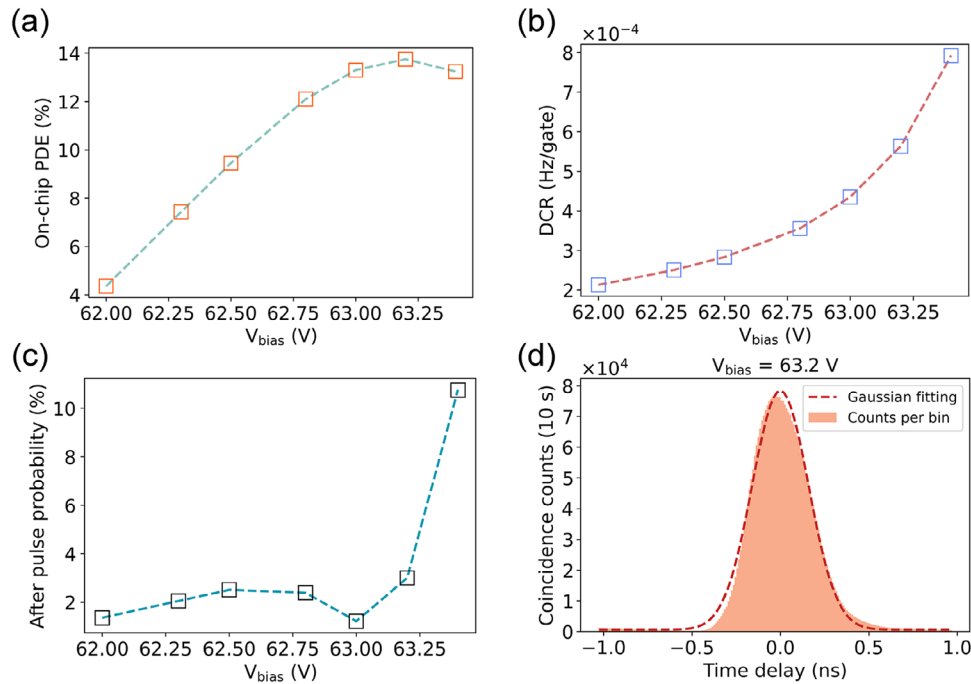 (a)
On-chip PDE (%)
14
12
10
8
6
4
62.00 62.25 62.50 62.75 63.00 63.25
V_bias (V)
(b)
×10⁻⁴
DCR (Hz/gate)
8
7
6
5
4
3
2
62.00 62.25 62.50 62.75 63.00 63.25
V_bias (V)
(c)
After pulse probability (%)
10
8
6
4
2
62.00 62.25 62.50 62.75 63.00 63.25
V_bias (V)
(d)
×10⁴
V_bias = 63.2 V
Coincidence counts (10 s)
8
7
6
5
4
3
2
1
0
Gaussian fitting
Counts per bin
−1.0 −0.5 0.0 0.5 1.0
Time delay (ns)